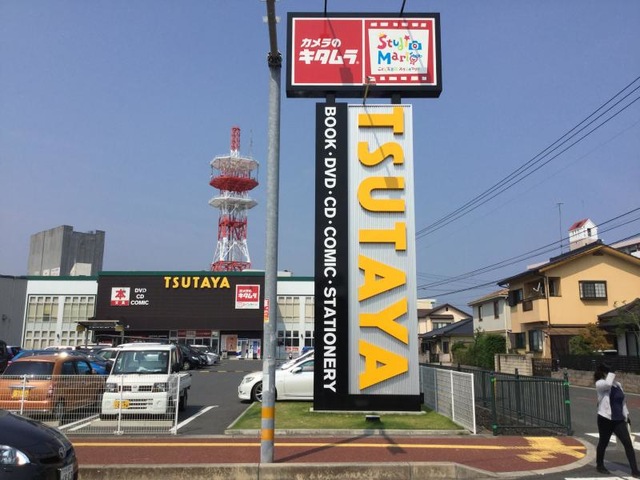 カメラの
キタムラ
Studio
Mario
TSUTAYA
BOOK・DVD・CD・COMIC・STATIONERY
TSUTAYA
本
DVD
CD
COMIC
カメラの
キタムラ